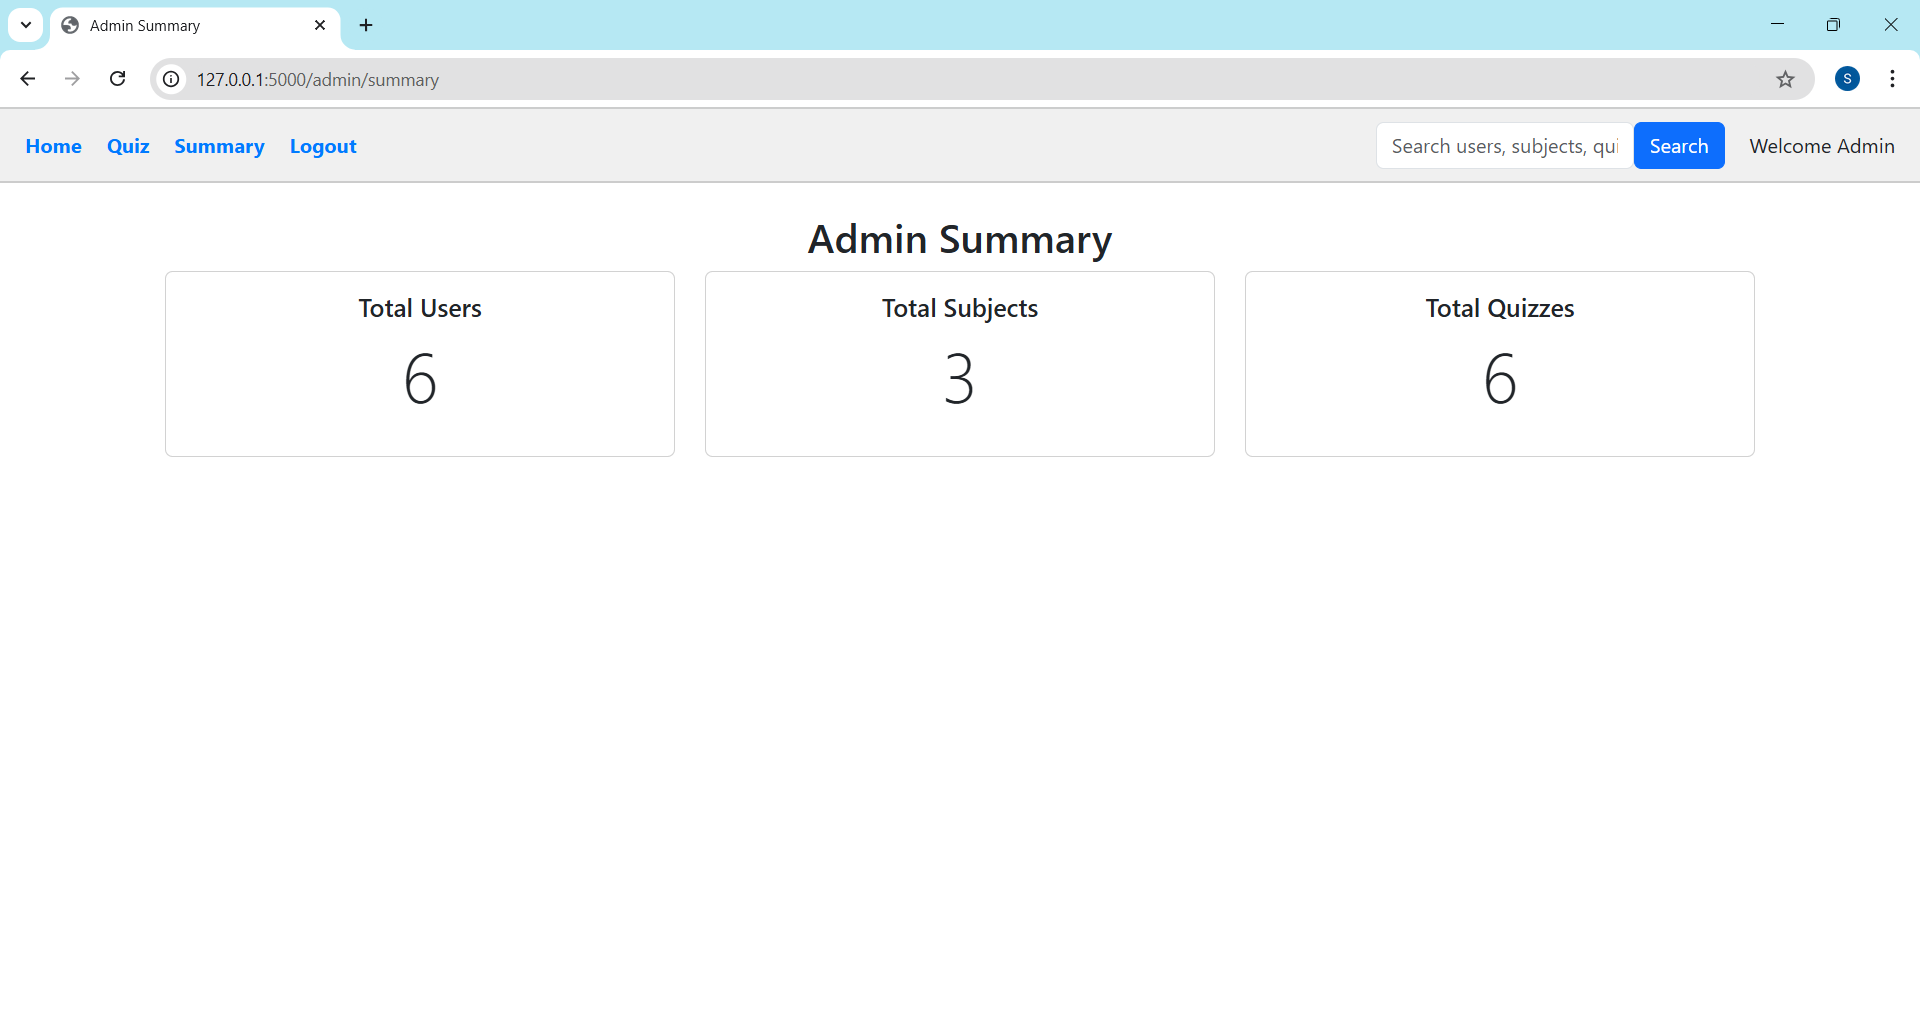 Admin Summary
127.0.0.1:5000/admin/summary
S
Home Quiz Summary Logout
Search users, subjects, qui
Search
Welcome Admin
Admin Summary
Total Users
6
Total Subjects
3
Total Quizzes
6